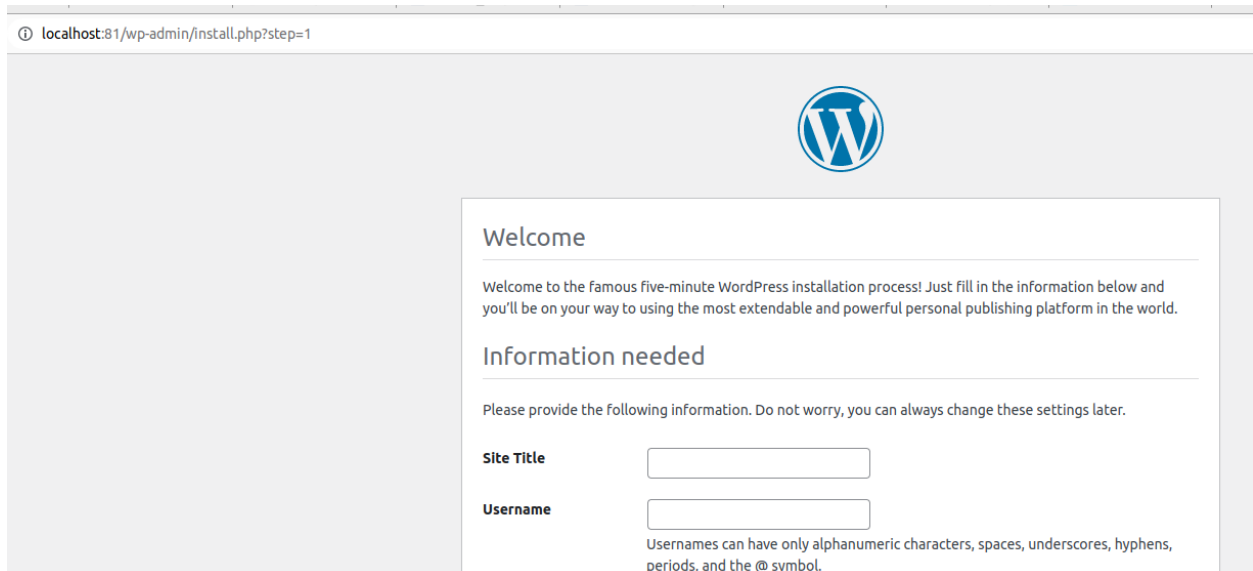 localhost:81/wp-admin/install.php?step=1
Welcome
Welcome to the famous five-minute WordPress installation process! Just fill in the information below and
you’ll be on your way to using the most extendable and powerful personal publishing platform in the world.
Information needed
Please provide the following information. Do not worry, you can always change these settings later.
Site Title
Username
Usernames can have only alphanumeric characters, spaces, underscores, hyphens,
periods, and the @ symbol.